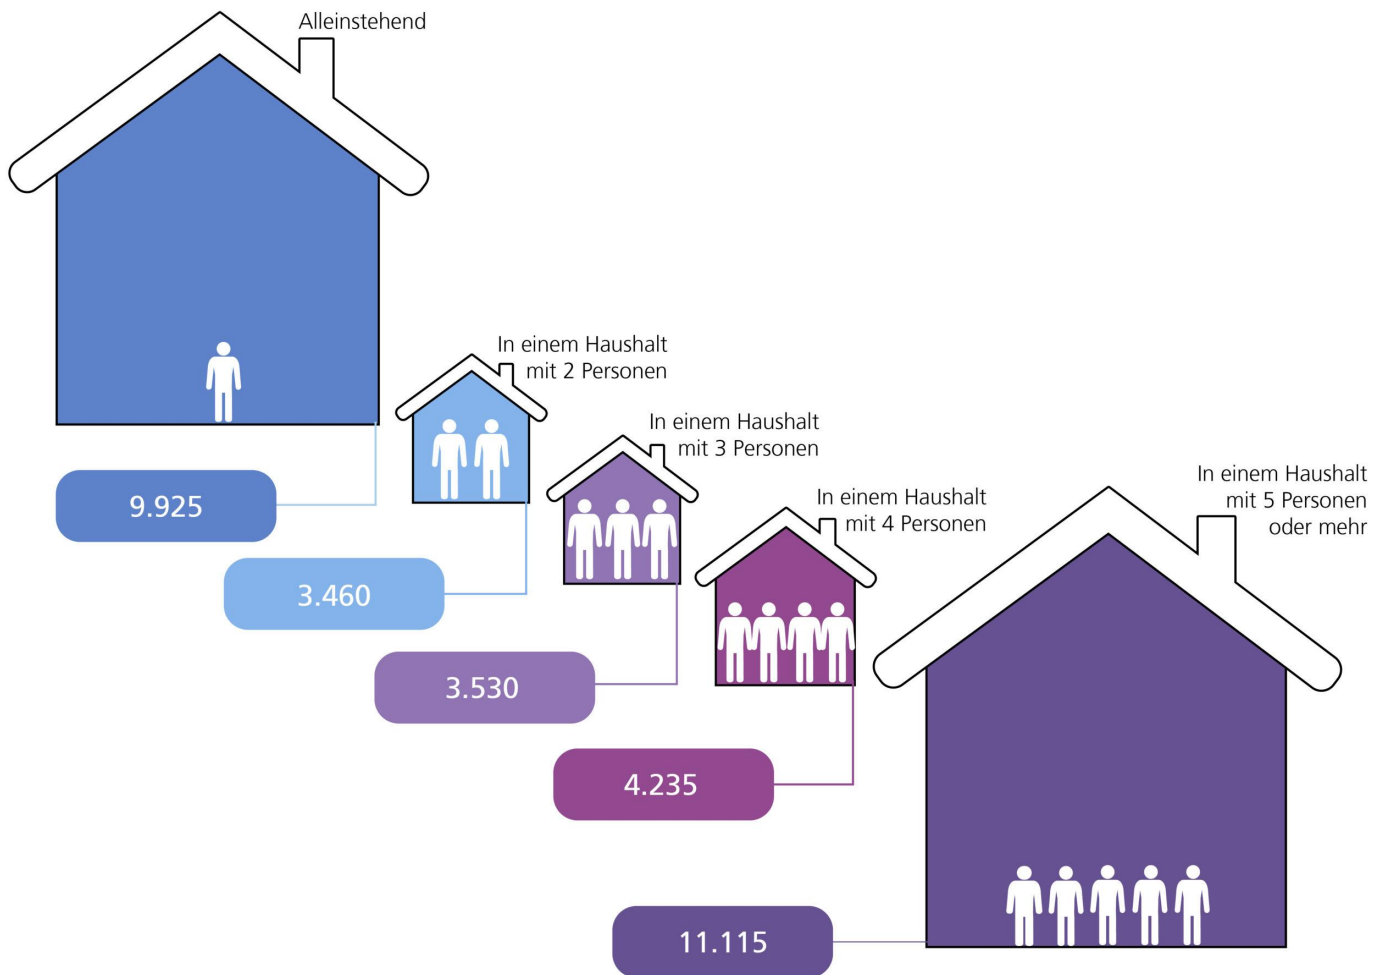 Alleinstehend
9.925
In einem Haushalt
mit 2 Personen
3.460
In einem Haushalt
mit 3 Personen
3.530
In einem Haushalt
mit 4 Personen
4.235
In einem Haushalt
mit 5 Personen
oder mehr
11.115